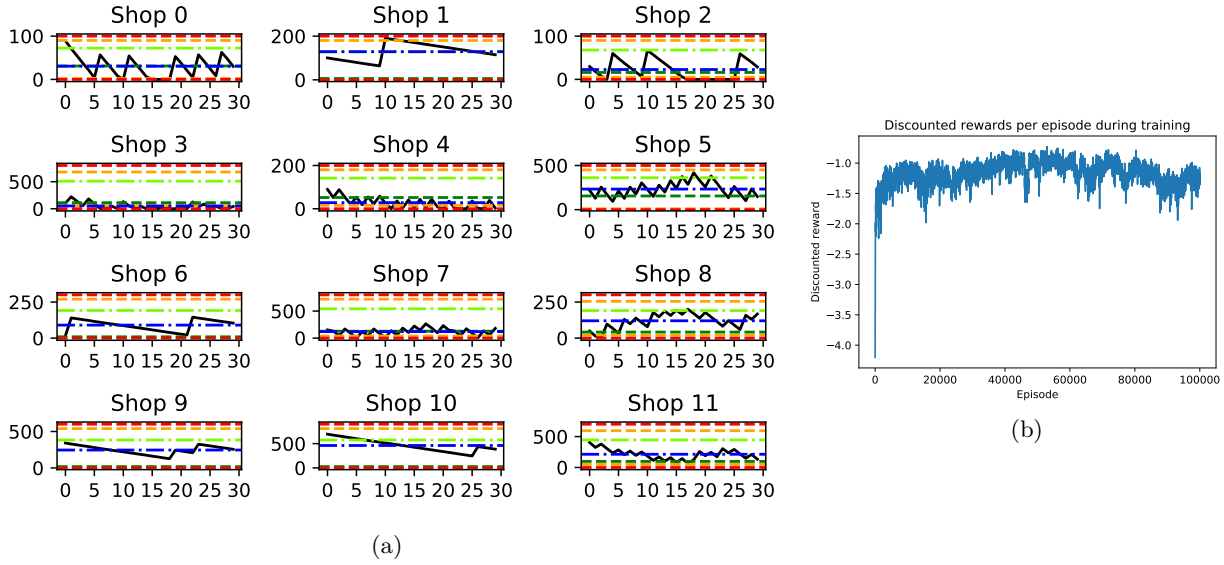 Shop 0
Shop 1
Shop 2
100
0
0 5 10 15 20 25 30
200
0
0 5 10 15 20 25 30
100
0
0 5 10 15 20 25 30
Shop 3
Shop 4
Shop 5
500
0
0 5 10 15 20 25 30
200
0
0 5 10 15 20 25 30
500
0
0 5 10 15 20 25 30
Shop 6
Shop 7
Shop 8
250
0
0 5 10 15 20 25 30
500
0
0 5 10 15 20 25 30
250
0
0 5 10 15 20 25 30
Shop 9
Shop 10
Shop 11
500
0
0 5 10 15 20 25 30
500
0
0 5 10 15 20 25 30
500
0
0 5 10 15 20 25 30
(a)
Discounted rewards per episode during training
Discounted reward
−1.0
−1.5
−2.0
−2.5
−3.0
−3.5
−4.0
0 20000 40000 60000 80000 100000
Episode
(b)